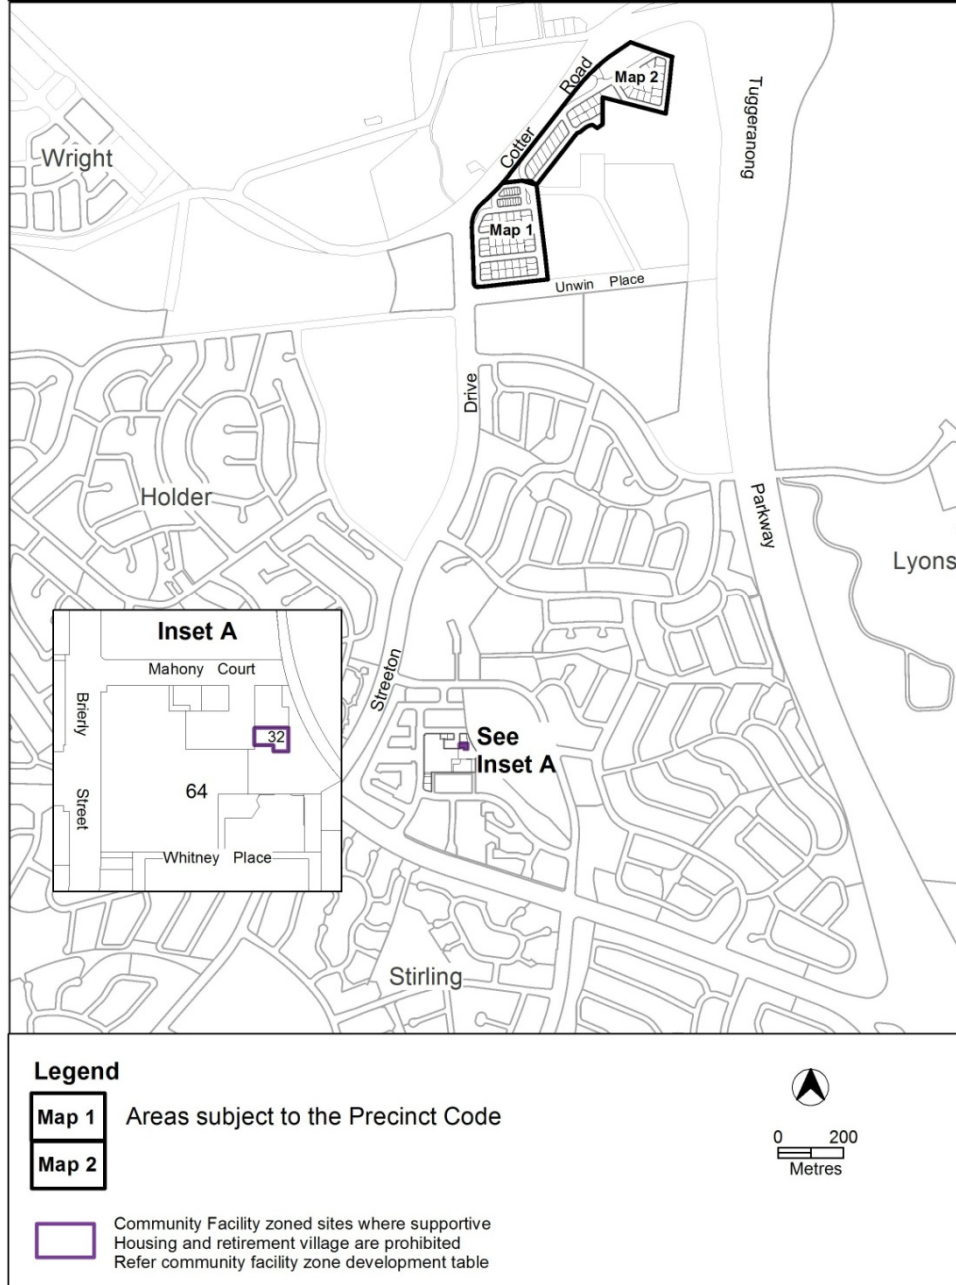 Map 2
Cotter Road
Tuggeranong
Wright
Map 1
Unwin Place
Drive
Holder
Parkway
Lyons
Inset A
Mahony Court
Brierly
Street
32
64
Whitney Place
Streeton
See
Inset A
Stirling
Legend
Map 1
Areas subject to the Precinct Code
Map 2
0 200
Metres
Community Facility zoned sites where supportive
Housing and retirement village are prohibited
Refer community facility zone development table